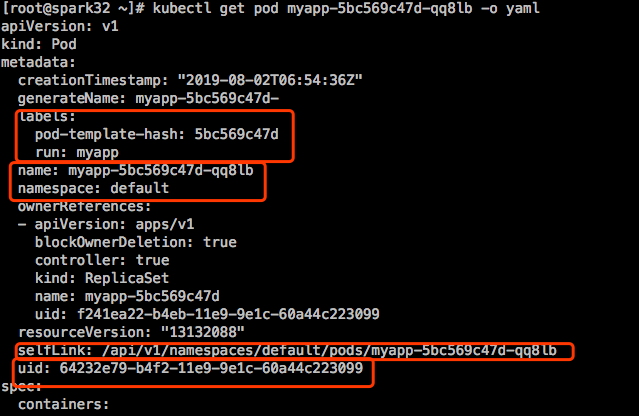 [root@spark32 ~]# kubectl get pod myapp-5bc569c47d-qq8lb -o yaml
apiVersion: v1
kind: Pod
metadata:
  creationTimestamp: "2019-08-02T06:54:36Z"
  generateName: myapp-5bc569c47d-
  labels:
    pod-template-hash: 5bc569c47d
    run: myapp
  name: myapp-5bc569c47d-qq8lb
  namespace: default
  ownerReferences:
  - apiVersion: apps/v1
    blockOwnerDeletion: true
    controller: true
    kind: ReplicaSet
    name: myapp-5bc569c47d
    uid: f241ea22-b4eb-11e9-9e1c-60a44c223099
  resourceVersion: "13132088"
  selfLink: /api/v1/namespaces/default/pods/myapp-5bc569c47d-qq8lb
  uid: 64232e79-b4f2-11e9-9e1c-60a44c223099
spec:
  containers: